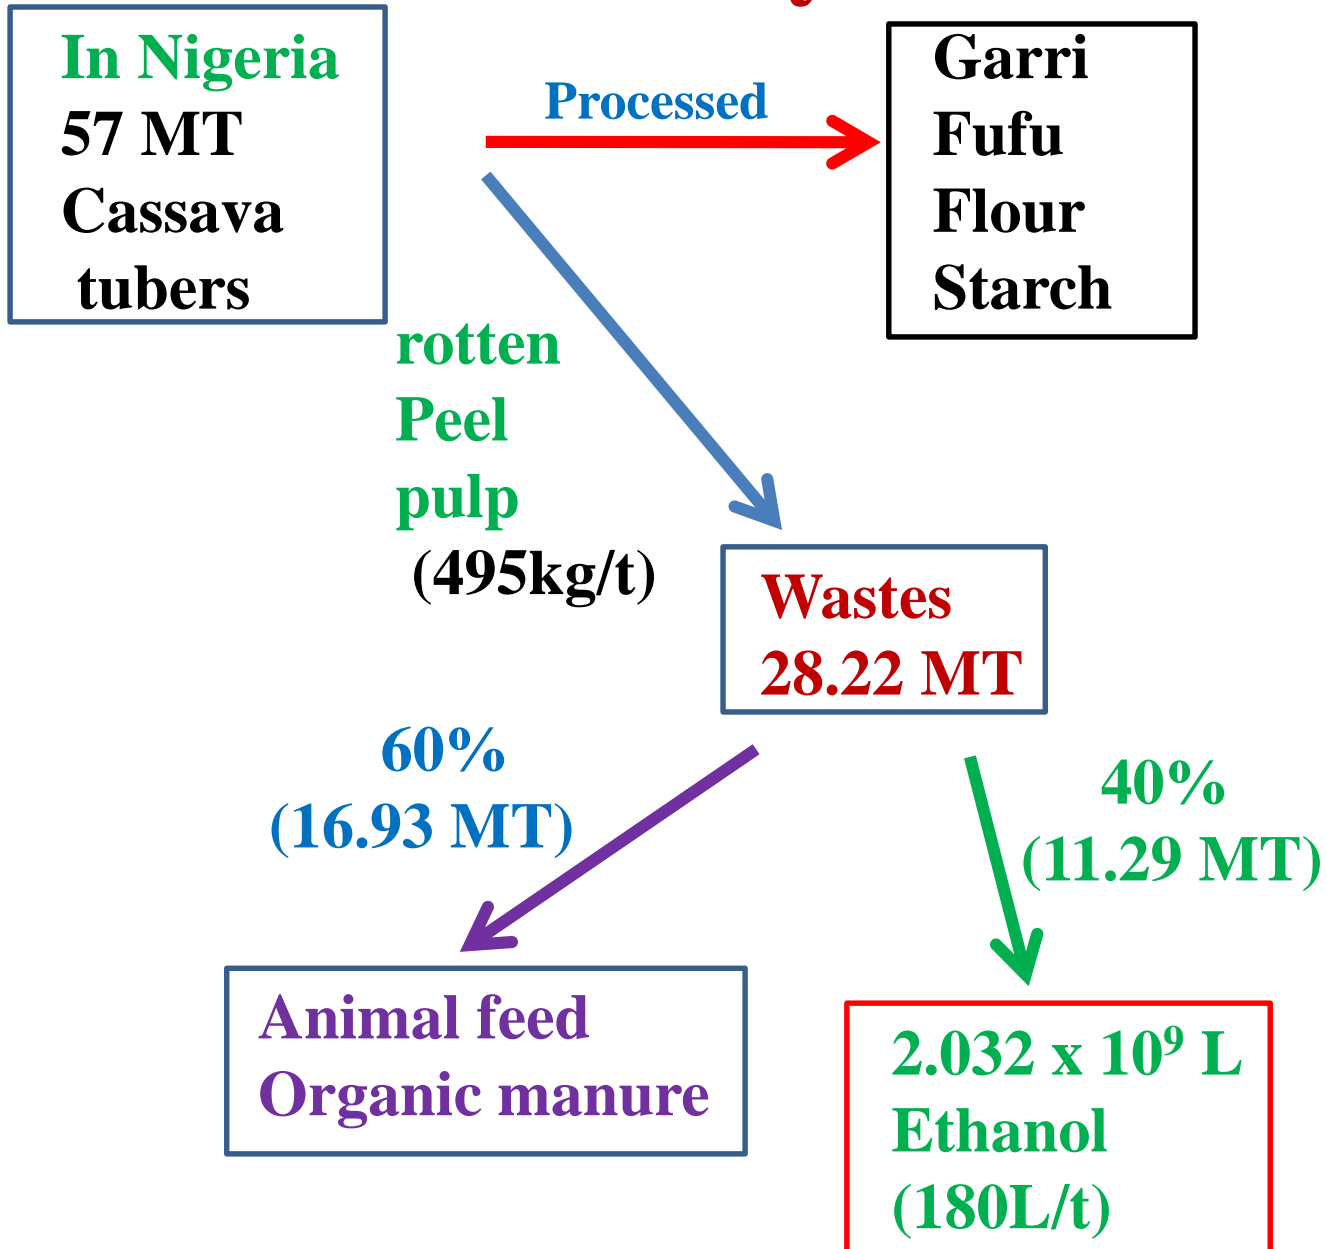 In Nigeria
57 MT
Cassava
tubers
Processed
Garri
Fufu
Flour
Starch
rotten
Peel
pulp
(495kg/t)
Wastes
28.22 MT
60%
(16.93 MT)
40%
(11.29 MT)
Animal feed
Organic manure
2.032 x 10⁹ L
Ethanol
(180L/t)